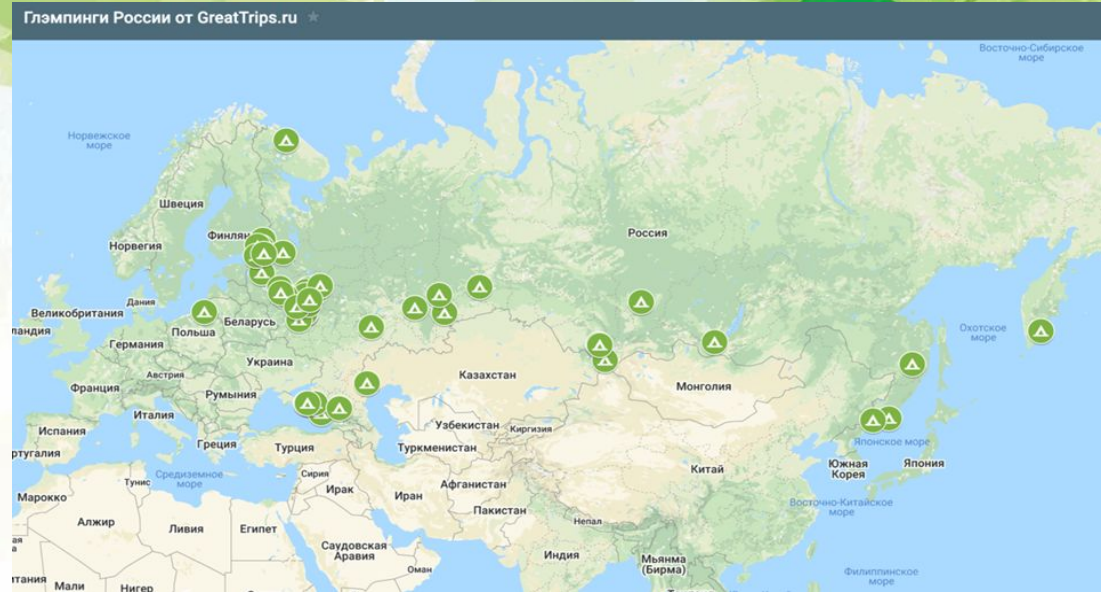 Глэмпинги России от GreatTrips.ru
Восточно-Сибирское
море
Норвежское
море
Швеция
Финлян
Россия
Норвегия
Дания
Великобритания
ландия
Беларусь
Польша
Охотское
море
Германия
Украина
Австрия
Казахстан
Монголия
Франция
Румыния
Италия
Узбекистан
Киргизия
Испания
Греция
Турция
Туркменистан
Японское море
ртугалия
Южная
Корея
Япония
Средиземное
море
Тунис
Сирия
Ирак
Иран
Афганистан
Китай
Марокко
Пакистан
Восточно-Китайское
море
Алжир
Ливия
Египет
Непал
Саудовская
Аравия
Индия
Мьянма
(Бирма)
Оман
Филиппинское
море
итания
Мали
Нигер